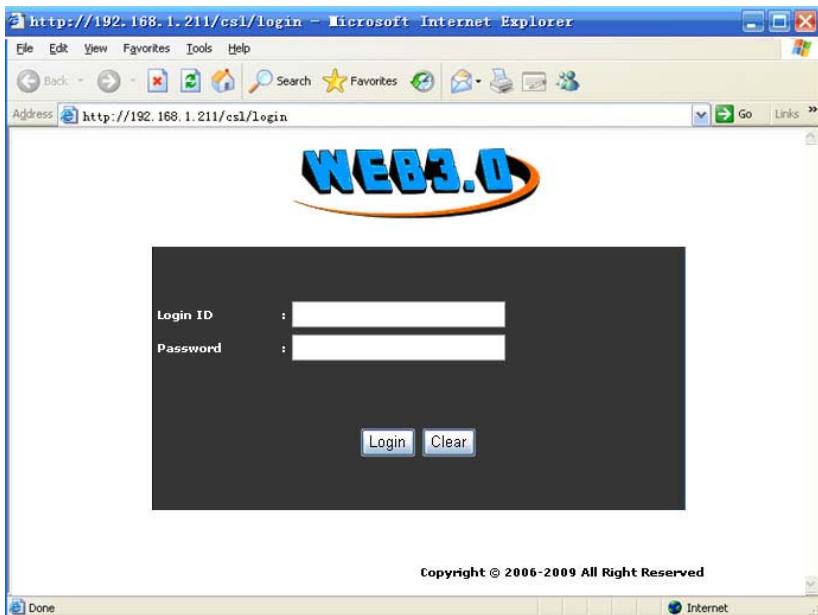 http://192.168.1.211/csl/login - Microsoft Internet Explorer
File Edit View Favorites Tools Help
Back Search Favorites
Address http://192.168.1.211/csl/login Go Links »
WEB3.0
Login ID :
Password :
Login Clear
Copyright © 2006-2009 All Right Reserved
Done Internet